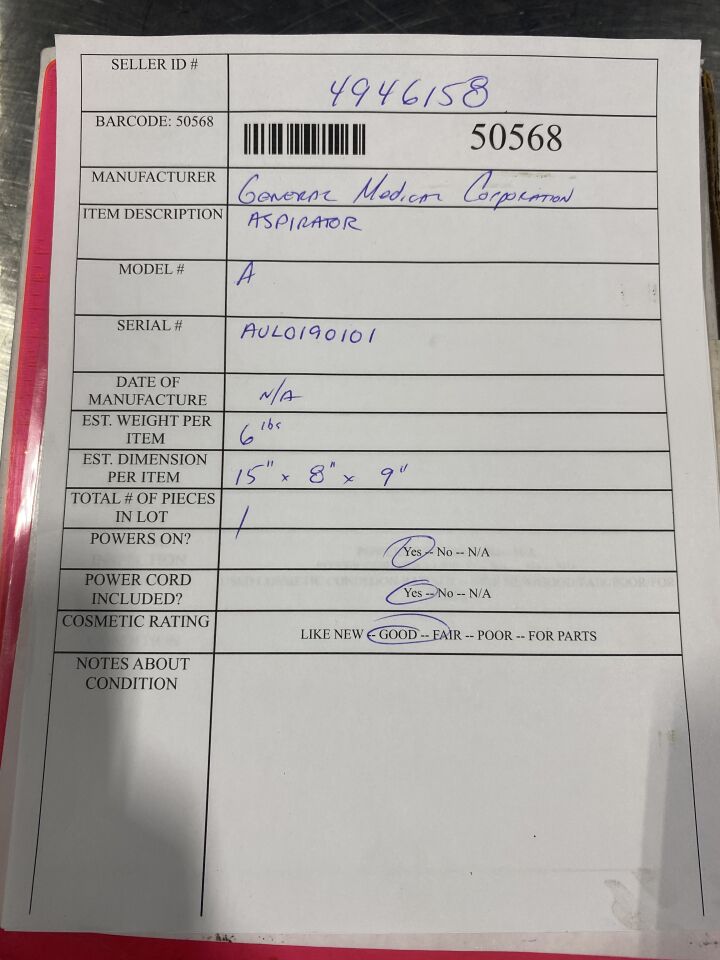 SELLER ID # 4946158
BARCODE: 50568 50568
MANUFACTURER General Medical Corporation
ITEM DESCRIPTION ASPIRATOR
MODEL # A
SERIAL # AUL0190101
DATE OF
MANUFACTURE N/A
EST. WEIGHT PER
ITEM 6 lbs
EST. DIMENSION
PER ITEM 15" x 8" x 9"
TOTAL # OF PIECES
IN LOT 1
POWERS ON? Yes -- No -- N/A
POWER CORD
INCLUDED? Yes -- No -- N/A
COSMETIC RATING LIKE NEW -- GOOD -- FAIR -- POOR -- FOR PARTS
NOTES ABOUT
CONDITION